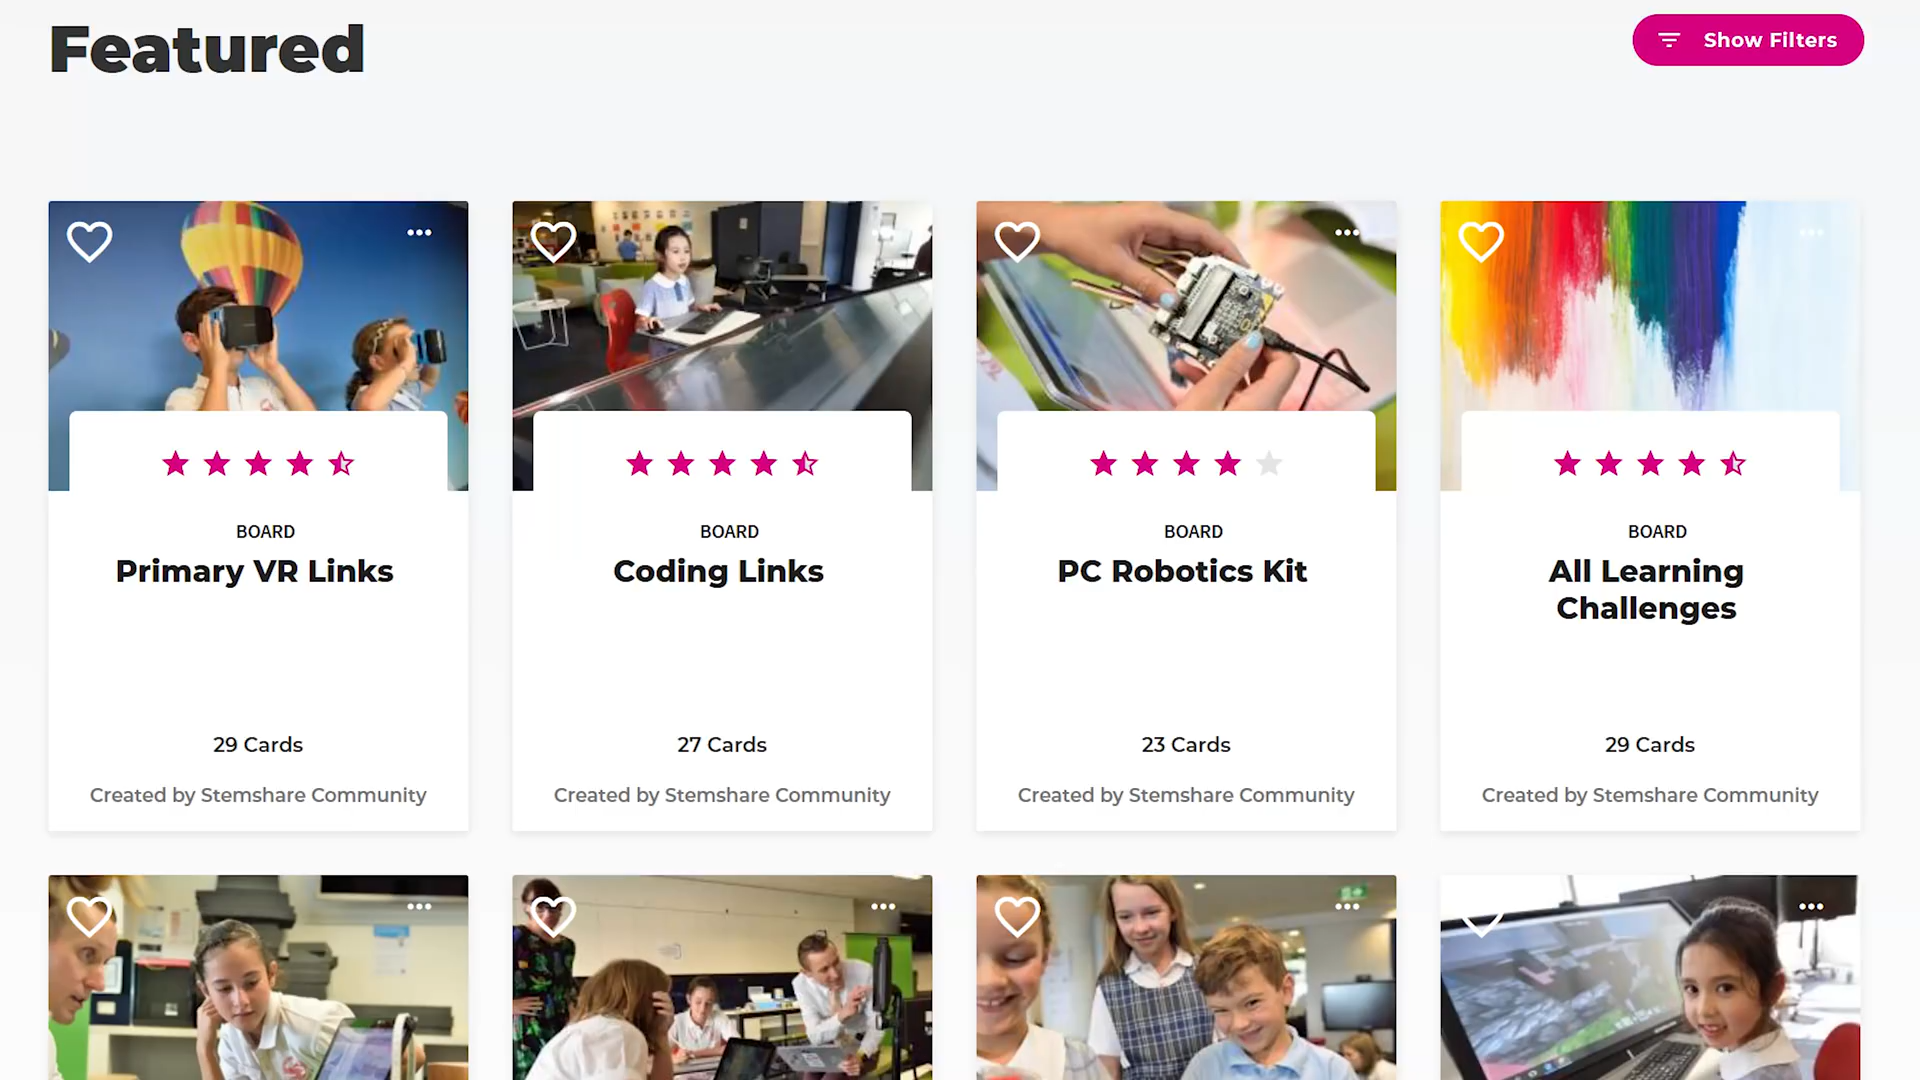 Featured
Show Filters
BOARD
Primary VR Links
29 Cards
Created by Stemshare Community
BOARD
Coding Links
27 Cards
Created by Stemshare Community
BOARD
PC Robotics Kit
23 Cards
Created by Stemshare Community
BOARD
All Learning
Challenges
29 Cards
Created by Stemshare Community